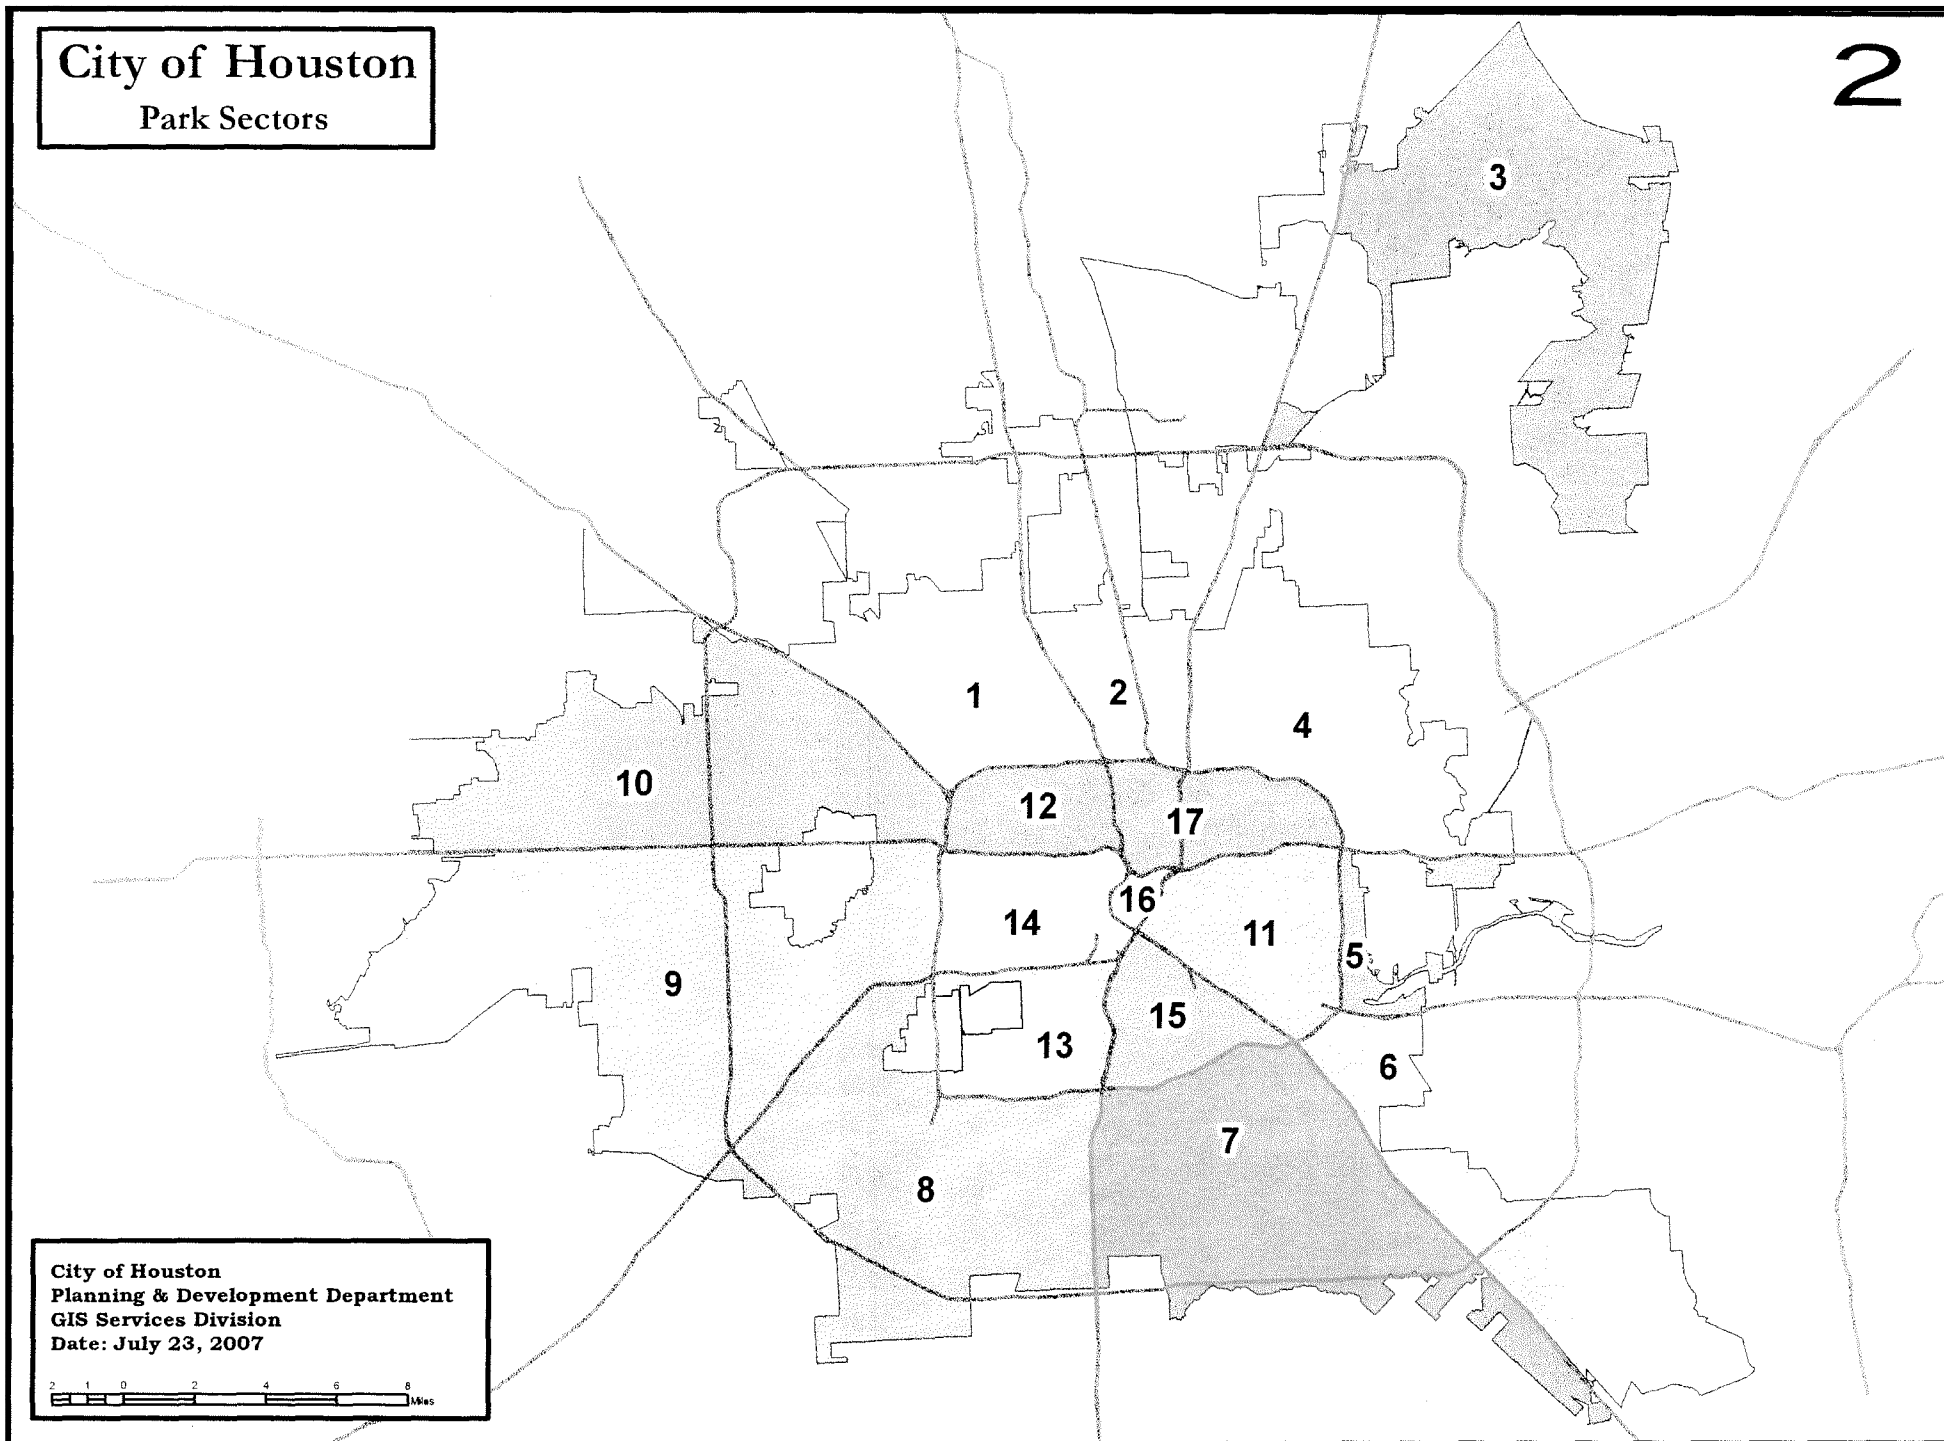 City of Houston
Park Sectors
2
3
1
2
4
10
12
17
16
14
11
5
9
15
13
6
7
8
City of Houston
Planning & Development Department
GIS Services Division
Date: July 23, 2007
2 1 0 2 4 6 8
Miles